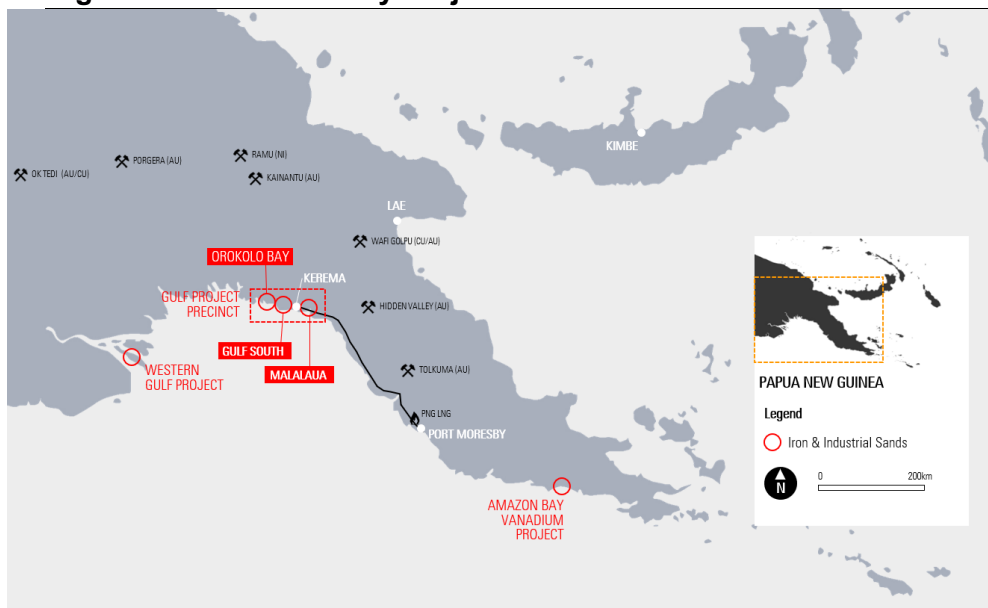 KIMBE
RAMU (NI)
PORGERA (AU)
OK TEDI (AU/CU)
KAINANTU (AU)
LAE
WAFI GOLPU (CU/AU)
OROKOLO BAY
KEREMA
GULF PROJECT
PRECINCT
HIDDEN VALLEY (AU)
GULF SOUTH
WESTERN
GULF PROJECT
MALALAUA
TOLKUMA (AU)
PNG LNG
PORT MORESBY
AMAZON BAY
VANADIUM
PROJECT
PAPUA NEW GUINEA
Legend
Iron & Industrial Sands
N
0 200km